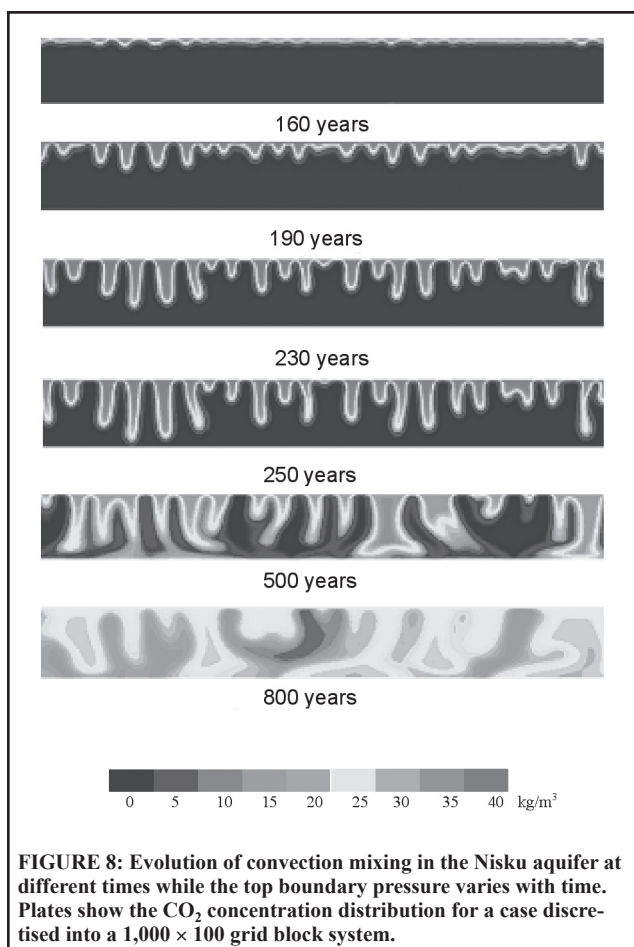 160 years
190 years
230 years
250 years
500 years
800 years
0 5 10 15 20 25 30 35 40 kg/m³
FIGURE 8: Evolution of convection mixing in the Nisku aquifer at
different times while the top boundary pressure varies with time.
Plates show the CO₂ concentration distribution for a case discre-
tised into a 1,000 × 100 grid block system.